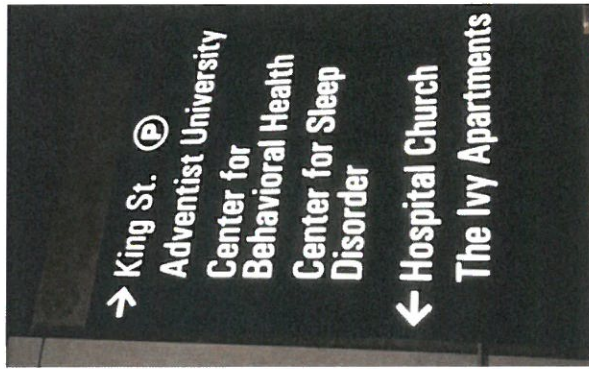 King St. P
Adventist University
Center for
Behavioral Health
Center for Sleep
Disorder
Hospital Church
The Ivy Apartments